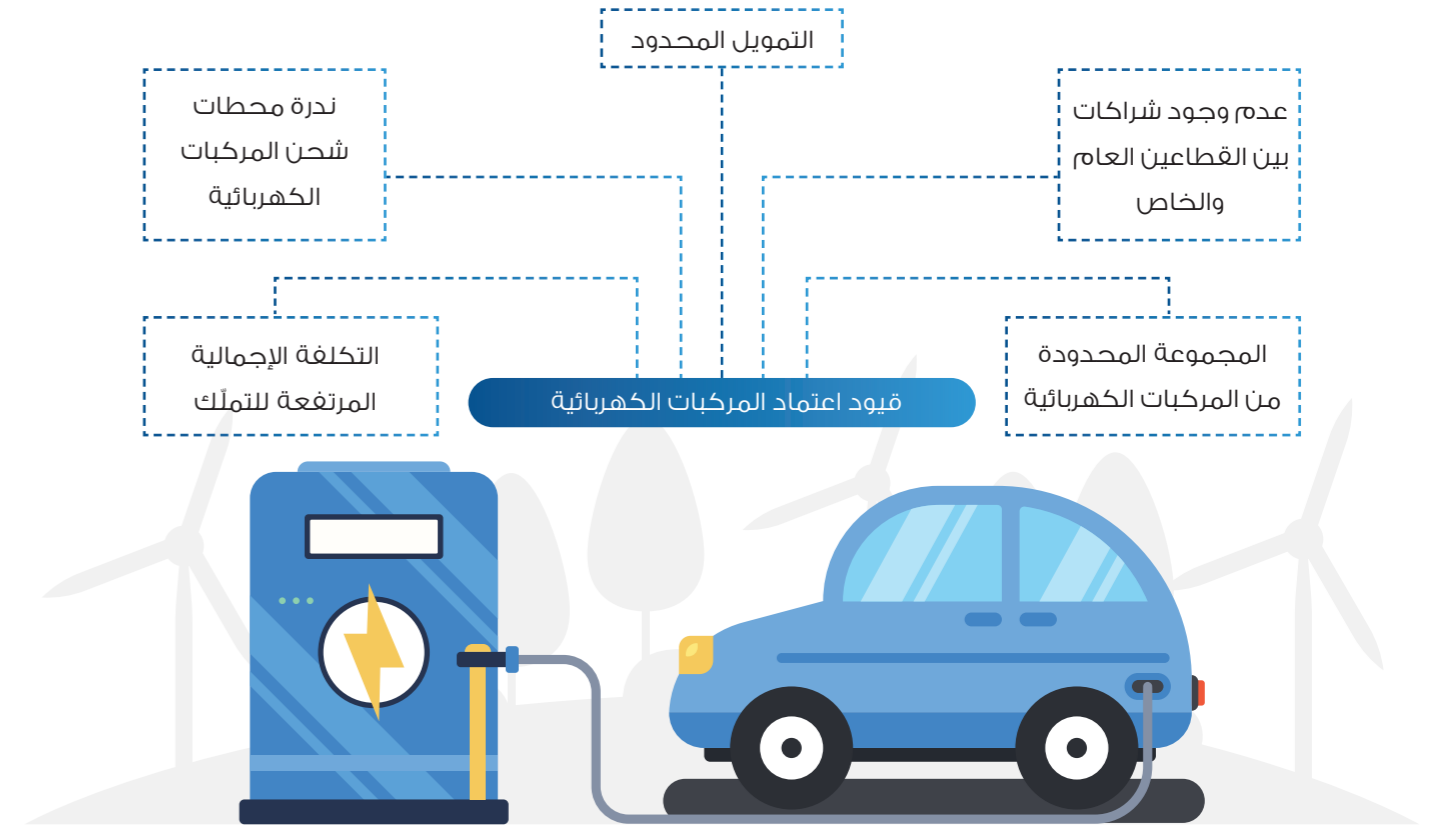 التمويل المحدود
عدم وجود شراكات
بين القطاعين العام
والخاص
ندرة محطات
شحن المركبات
الكهربائية
المجموعة المحدودة
من المركبات الكهربائية
قيود اعتماد المركبات الكهربائية
التكلفة الإجمالية
المرتفعة للتملّك